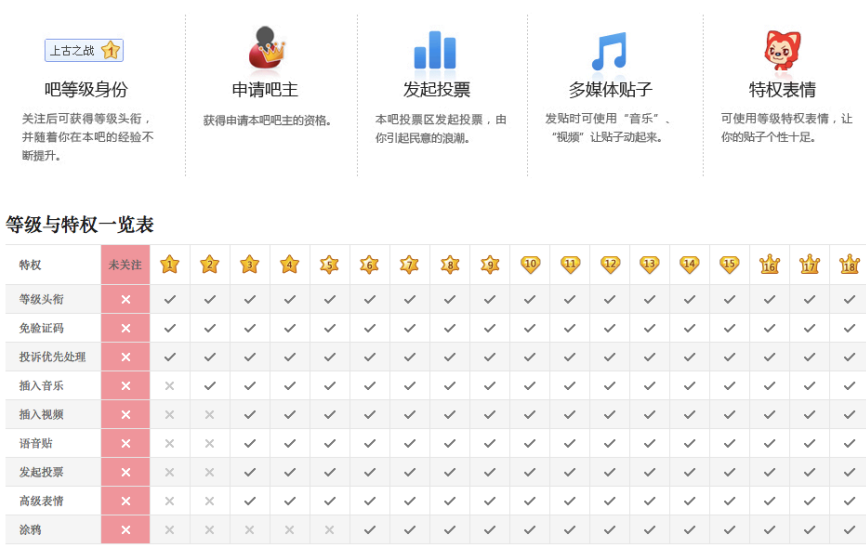 上古之战 1
吧等级身份
关注后可获得等级头衔，
并随着你在本吧的经验不
断提升。
申请吧主
获得申请本吧吧主的资格。
发起投票
本吧投票区发起投票，由
你引起民意的浪潮。
多媒体贴子
发贴时可使用“音乐”、
“视频”让贴子动起来。
特权表情
可使用等级特权表情，让
你的贴子个性十足。
等级与特权一览表
特权 未关注 1 2 3 4 5 6 7 8 9 10 11 12 13 14 15 16 17 18
等级头衔
免验证码
投诉优先处理
插入音乐
插入视频
语音贴
发起投票
高级表情
涂鸦